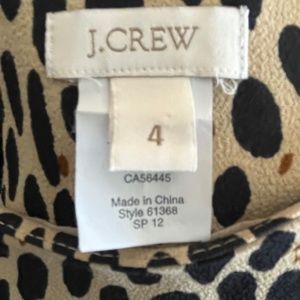 J.CREW
4
CA56445
Made in China
Style 61368
SP 12